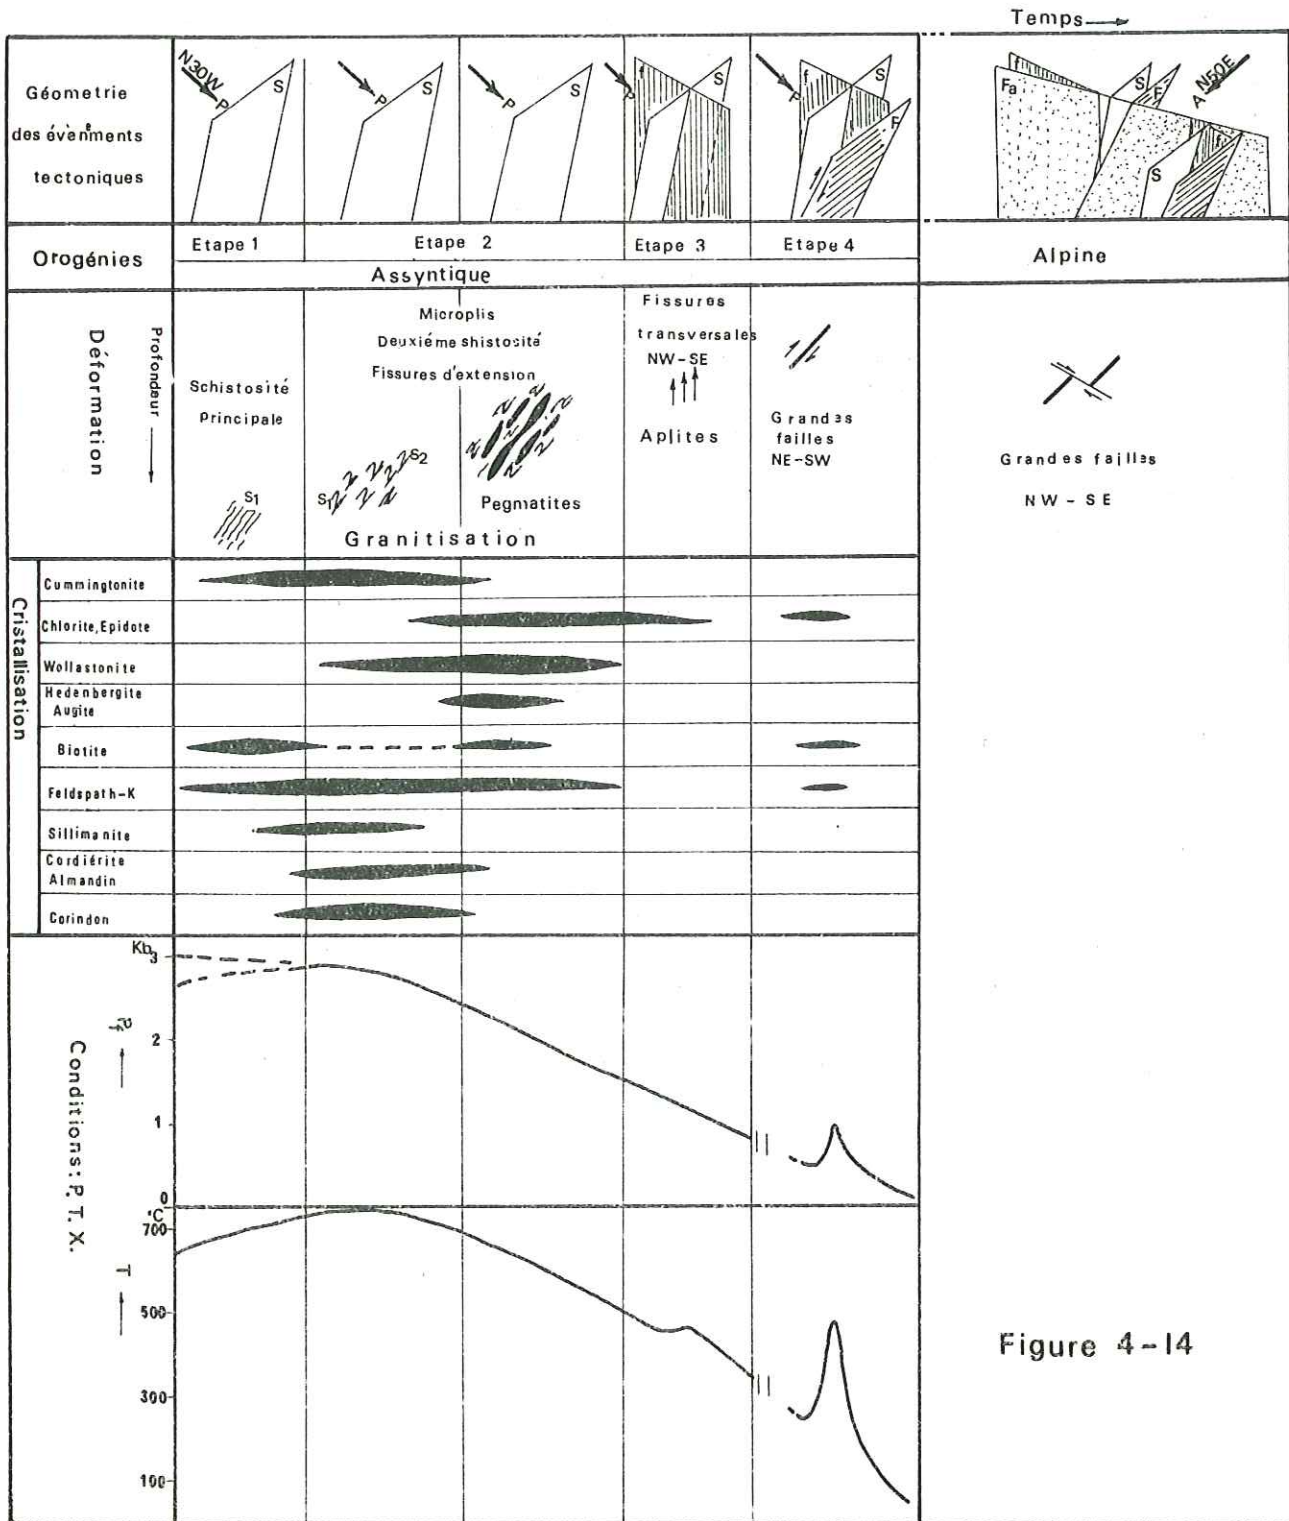 Temps
Géometrie
des évènments
tectoniques
N30W
P
S
P
S
P
S
P
f
S
P
f
S
F
Fa
f
S
F
A
N50E
f
S
Orogénies
Etape 1
Etape 2
Etape 3
Etape 4
Assyntique
Alpine
Déformation
Profondeur
Schistosité
Principale
S1
Microplis
Deuxiéme shistosité
Fissures d'extension
S1
S2
Pegmatites
Granitisation
Fissures
transversales
NW-SE
Aplites
Grandes
failles
NE-SW
Grandes failles
NW - SE
Cristallisation
Cummingtonite
Chlorite, Epidote
Wollastonite
Hedenbergite
Augite
Biotite
Feldspath-K
Sillimanite
Cordiérite
Almandin
Corindon
Conditions: P. T. X.
Pf
Kb
3
2
1
0
T
°C
700
500
300
100
Figure 4-14